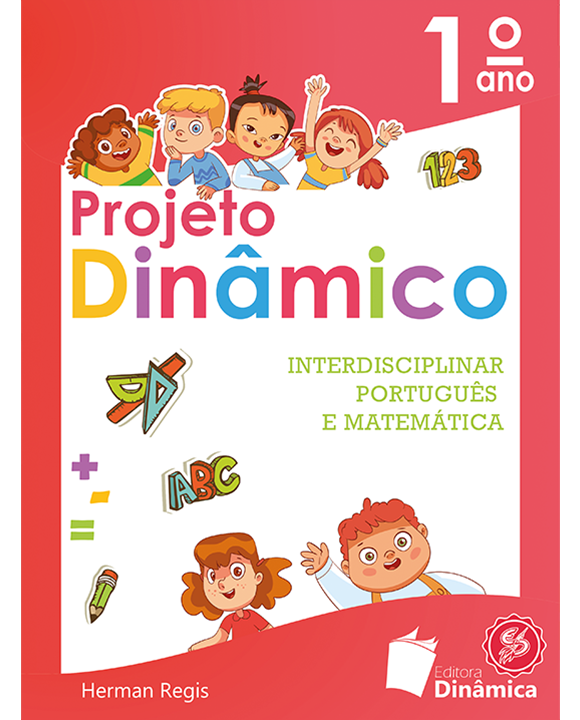 1º
ano
123
Projeto
Dinâmico
INTERDISCIPLINAR
PORTUGUÊS
E MATEMÁTICA
ABC
+
-
=
Herman Regis
Editora
Dinâmica